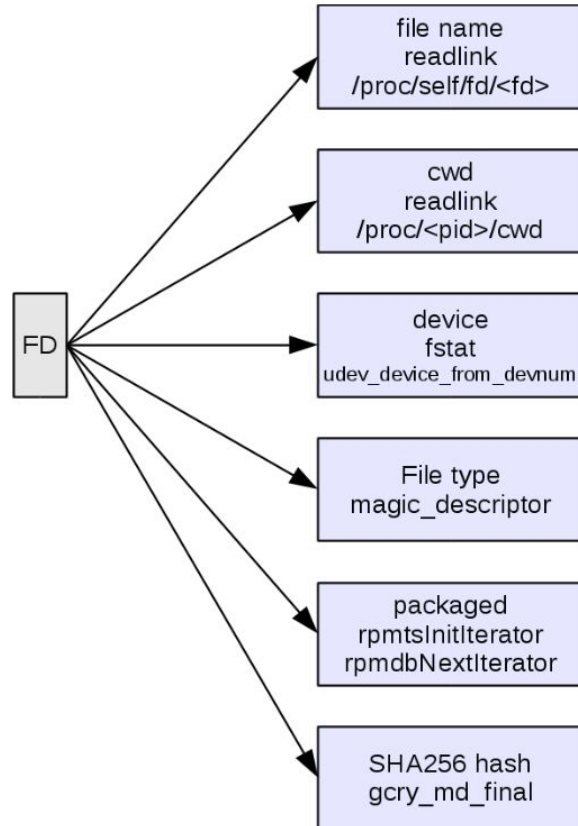 file name
readlink
/proc/self/fd/<fd>
cwd
readlink
/proc/<pid>/cwd
FD
device
fstat
udev_device_from_devnum
File type
magic_descriptor
packaged
rpmtsInitIterator
rpmdbNextIterator
SHA256 hash
gcry_md_final